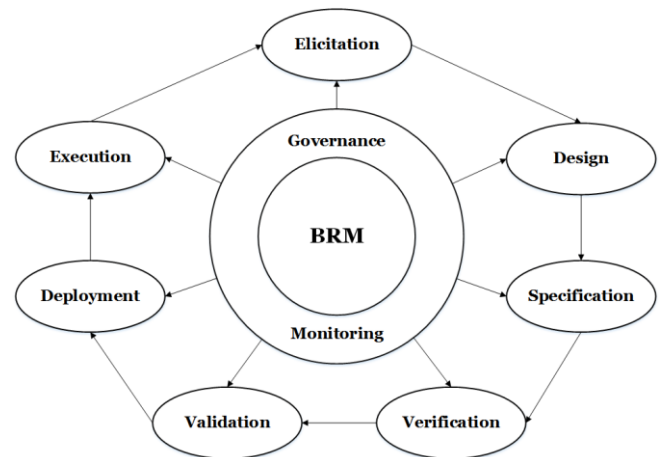 Elicitation
Governance
Execution
Design
BRM
Deployment
Specification
Monitoring
Validation
Verification